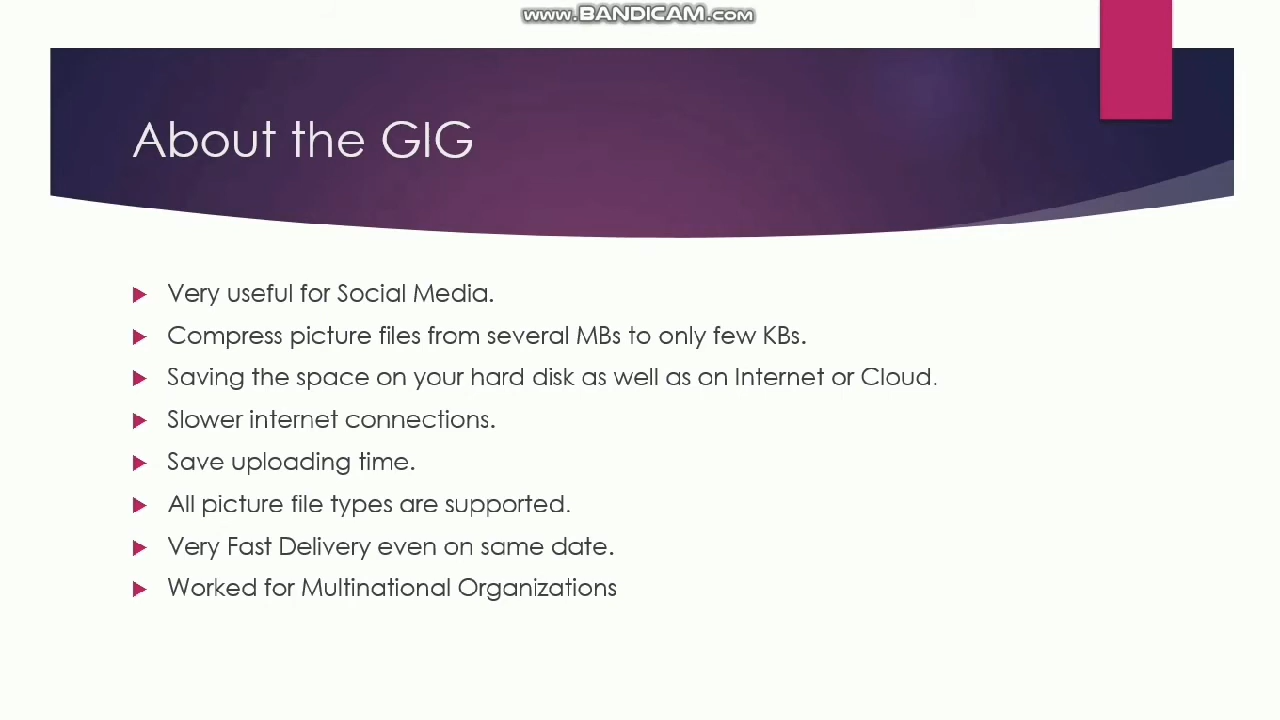 www.BANDICAM.com
About the GIG
Very useful for Social Media.
Compress picture files from several MBs to only few KBs.
Saving the space on your hard disk as well as on Internet or Cloud.
Slower internet connections.
Save uploading time.
All picture file types are supported.
Very Fast Delivery even on same date.
Worked for Multinational Organizations